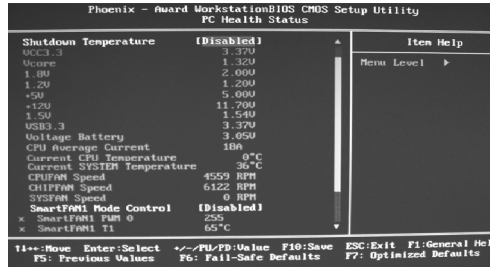 Phoenix - Award WorkstationBIOS CMOS Setup Utility
PC Health Status
Shutdown Temperature [Disabled]
VCC3.3 3.37V
Vcore 1.32V
1.8V 2.00V
1.2V 1.20V
+5V 5.00V
+12V 11.70V
1.5V 1.54V
USB3.3 3.37V
Voltage Battery 3.05V
CPU Average Current 18A
Current CPU Temperature 0°C
Current SYSTEM Temperature 36°C
CPUFAN Speed 4559 RPM
CHIPFAN Speed 6122 RPM
SYSFAN Speed 0 RPM
SmartFAN1 Mode Control [Disabled]
x SmartFAN1 PWM 0 255
x SmartFAN1 T1 65°C
Item Help
Menu Level ▶
↑↓→←:Move Enter:Select +/-/PU/PD:Value F10:Save ESC:Exit F1:General Hel
F5: Previous Values F6: Fail-Safe Defaults F7: Optimized Defaults